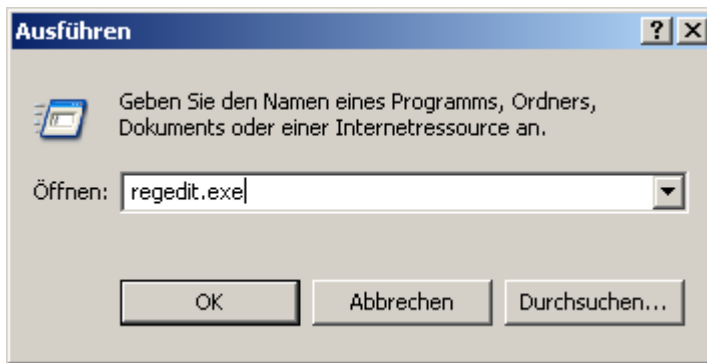 Ausführen
Geben Sie den Namen eines Programms, Ordners,
Dokuments oder einer Internetressource an.
Öffnen: regedit.exe
OK Abbrechen Durchsuchen...